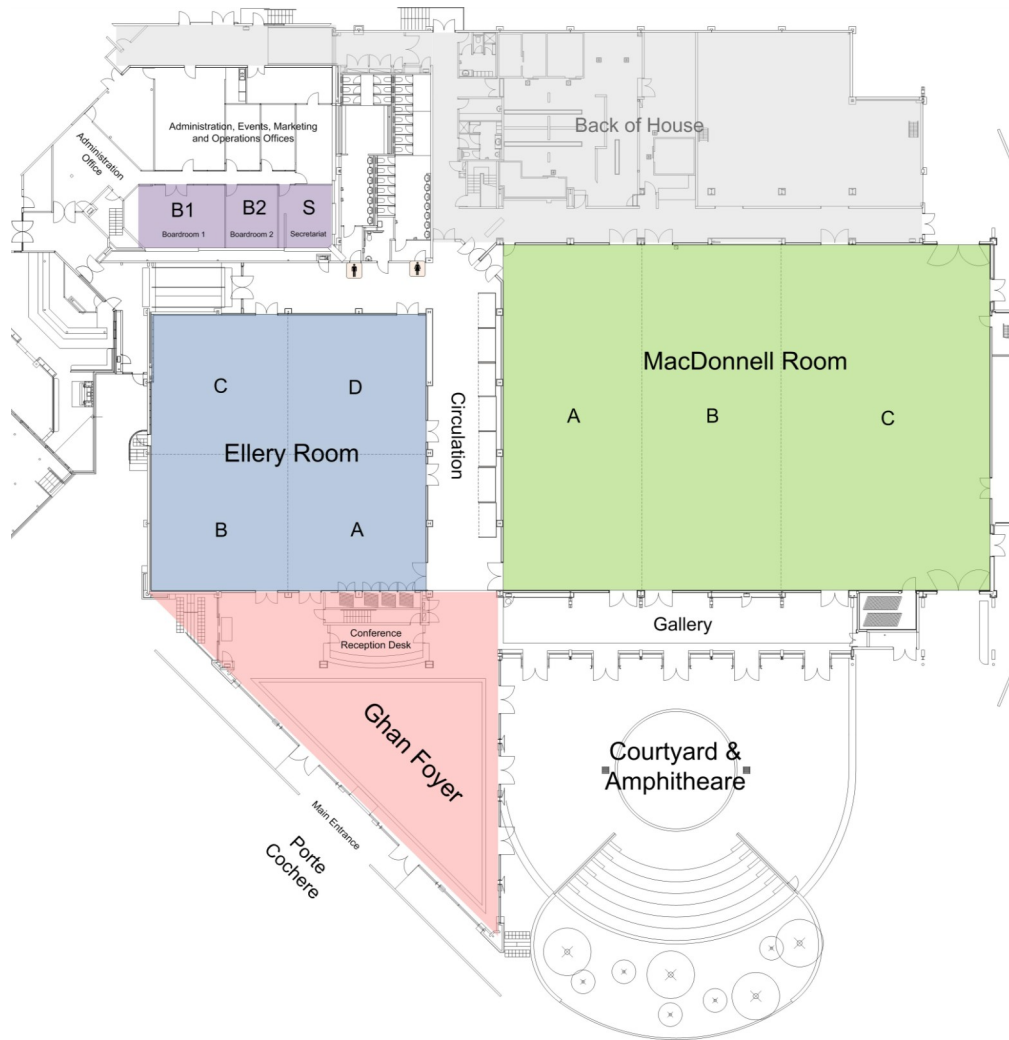 Administration, Events, Marketing
and Operations Offices
Back of House
Administration
Office
B1
B2
S
Boardroom 1
Boardroom 2
Secretariat
MacDonnell Room
C
D
Circulation
A
B
C
Ellery Room
B
A
Gallery
Conference
Reception Desk
Ghan Foyer
Courtyard &
Amphitheare
Main Entrance
Porte
Cochere